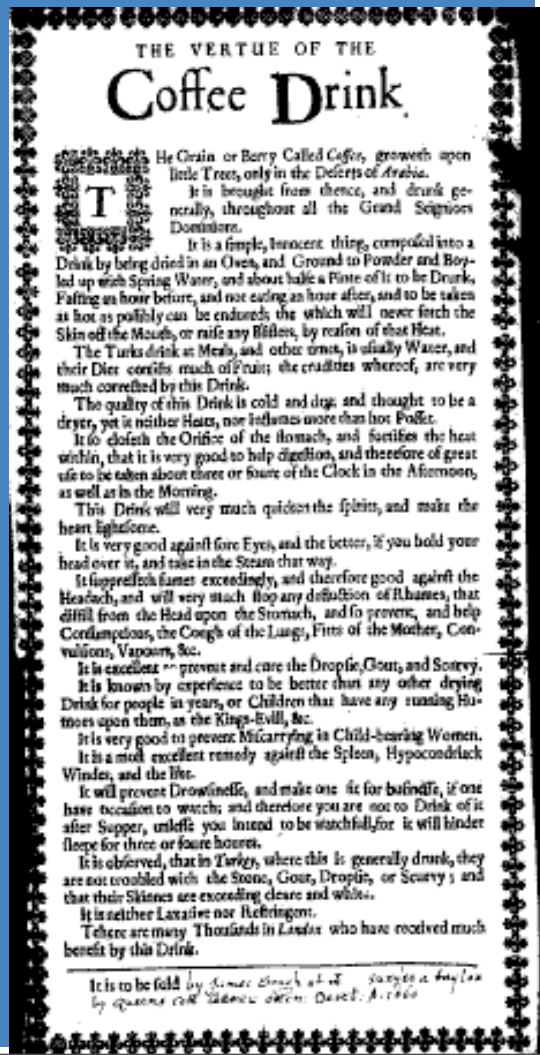 THE VERTUE OF THE
Coffee Drink.
THe Grain or Berry Called Coffee, groweth upon
little Trees, only in the Deserts of Arabia.
It is brought from thence, and drunk ge-
nerally, throughout all the Grand Seigniors
Dominions.
It is a simple, Innocent thing, composed into a
Drink by being dried in an Oven, and Ground to Powder and Boy-
led up with Spring Water, and about halfe a Pinte of it to be Drunk,
Fasting an hour before, and not eating an hour after, and to be taken
as hot as possibly can be endured; the which will never fetch the
Skin off the Mouth, or raise any Blisters, by reason of that Heat.
The Turks drink at Meals, and other times, is usually Water, and
their Diet consists much of Fruit; the crudities whereof, are very
much corrected by this Drink.
The quality of this Drink is cold and dry; and thought to be a
dryer, yet it neither Heats, nor inflames more than hot Posset.
It so closeth the Orifice of the stomach, and fortifies the heat
within, that it is very good to help digestion, and therefore of great
use to be taken about three or foure of the Clock in the Afternoon,
as well as in the Morning.
This Drink will very much quicken the spirits, and make the
heart lightsome.
It is very good against sore Eyes, and the better, if you hold your
head over it, and take in the Steam that way.
It suppresseth fumes exceedingly, and therefore good against the
Headach, and will very much stop any defluction of Rhumes, that
distill from the Head upon the Stomach, and so prevent, and help
Consumptions, the Cough of the Lungs, Fitts of the Mother, Con-
vulsions, Vapours, &c.
It is excellent prevent and cure the Dropsie, Gout, and Scurvy.
It is known by experience to be better than any other drying
Drink for people in years, or Children that have any running Hu-
mors upon them, as the Kings-Evill, &c.
It is very good to prevent Miscarrying in Child-bearing Women.
It is a most excellent remedy against the Spleen, Hypocondriack
Windes, and the like.
It will prevent Drowsinesse, and make one fit for businesse, if one
have occasion to watch; and therefore you are not to Drink of it
after Supper, unlesse you intend to be watchfull, for it will hinder
sleepe for three or foure houres.
It is observed, that in Turkey, where this is generally drunk, they
are not troubled with the Stone, Gout, Dropsie, or Scurvy; and
that their Skinnes are exceeding cleare and white.
It is neither Laxative nor Restringent.
There are many Thousands in London who have received much
benefit by this Drink.
It is to be sold by James
by Queens